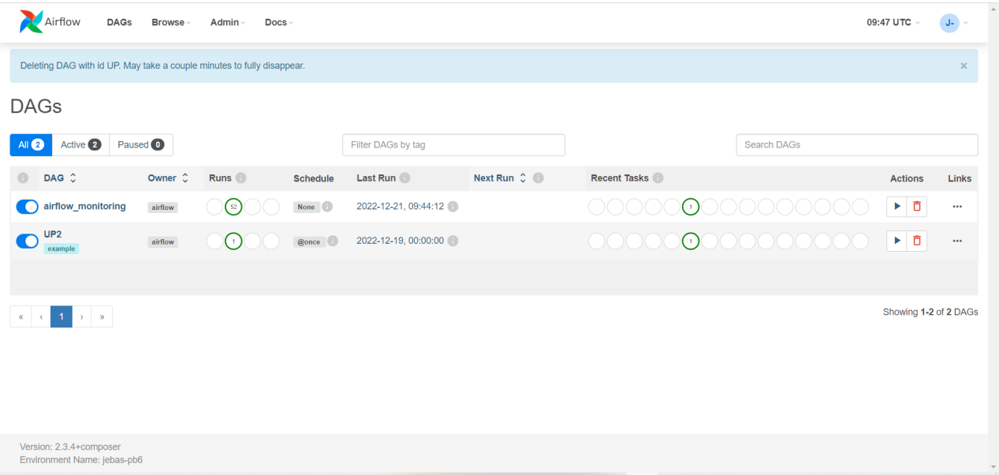 Airflow DAGs Browse Admin Docs 09:47 UTC J-
Deleting DAG with id UP. May take a couple minutes to fully disappear. ×
DAGs
All 2 Active 2 Paused 0 Filter DAGs by tag Search DAGs
DAG Owner Runs Schedule Last Run Next Run Recent Tasks Actions Links
airflow_monitoring airflow 52 None 2022-12-21, 09:44:12 1
UP2 airflow 1 @once 2022-12-19, 00:00:00 1
example
« ‹ 1 › » Showing 1-2 of 2 DAGs
Version: 2.3.4+composer
Environment Name: jebas-pb6